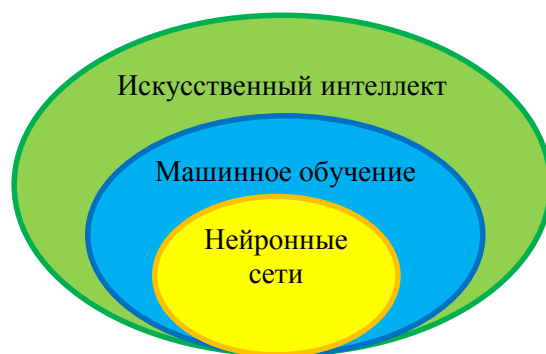 Искусственный интеллект
Машинное обучение
Нейронные
сети